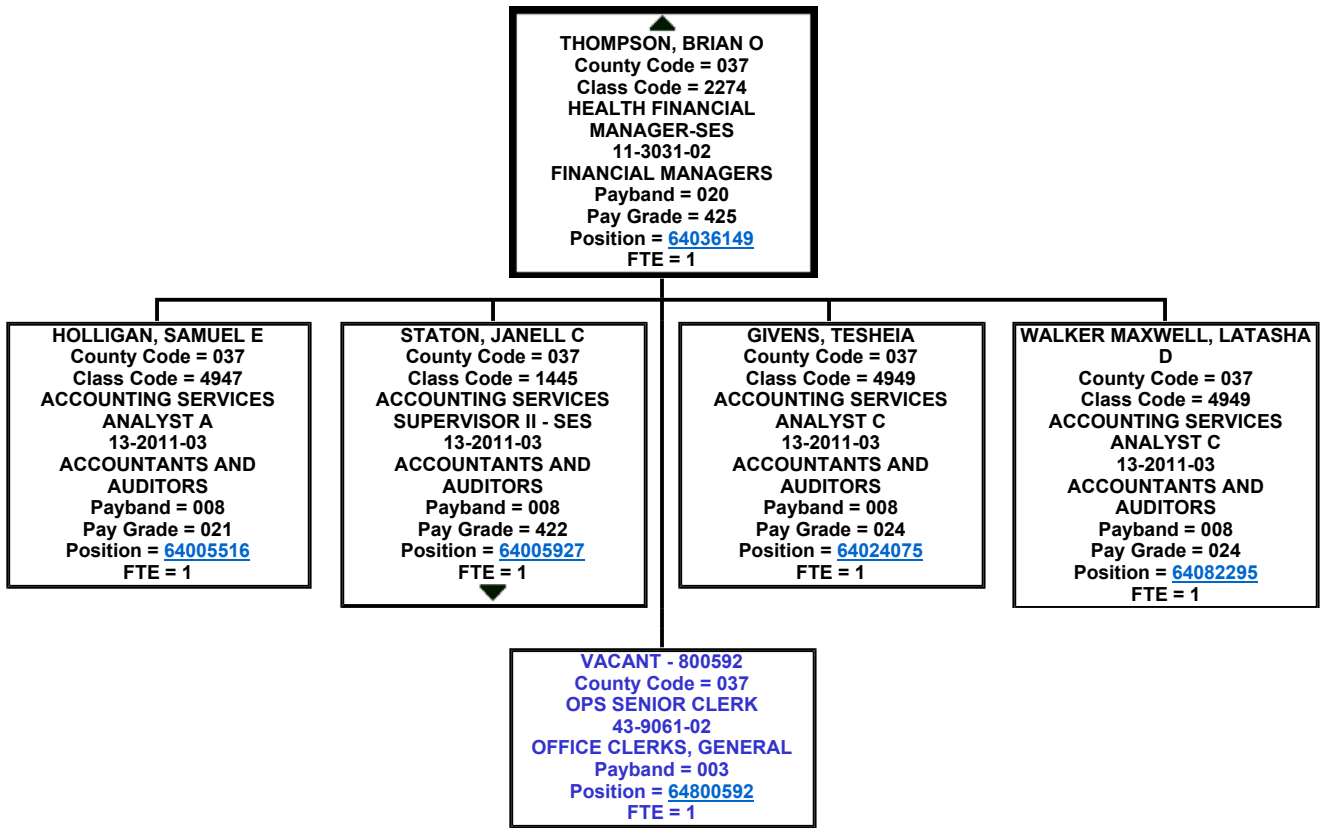 THOMPSON, BRIAN O
County Code = 037
Class Code = 2274
HEALTH FINANCIAL
MANAGER-SES
11-3031-02
FINANCIAL MANAGERS
Payband = 020
Pay Grade = 425
Position = 64036149
FTE = 1
HOLLIGAN, SAMUEL E
County Code = 037
Class Code = 4947
ACCOUNTING SERVICES
ANALYST A
13-2011-03
ACCOUNTANTS AND
AUDITORS
Payband = 008
Pay Grade = 021
Position = 64005516
FTE = 1
STATON, JANELL C
County Code = 037
Class Code = 1445
ACCOUNTING SERVICES
SUPERVISOR II - SES
13-2011-03
ACCOUNTANTS AND
AUDITORS
Payband = 008
Pay Grade = 422
Position = 64005927
FTE = 1
GIVENS, TESHEIA
County Code = 037
Class Code = 4949
ACCOUNTING SERVICES
ANALYST C
13-2011-03
ACCOUNTANTS AND
AUDITORS
Payband = 008
Pay Grade = 024
Position = 64024075
FTE = 1
WALKER MAXWELL, LATASHA
D
County Code = 037
Class Code = 4949
ACCOUNTING SERVICES
ANALYST C
13-2011-03
ACCOUNTANTS AND
AUDITORS
Payband = 008
Pay Grade = 024
Position = 64082295
FTE = 1
VACANT - 800592
County Code = 037
OPS SENIOR CLERK
43-9061-02
OFFICE CLERKS, GENERAL
Payband = 003
Position = 64800592
FTE = 1